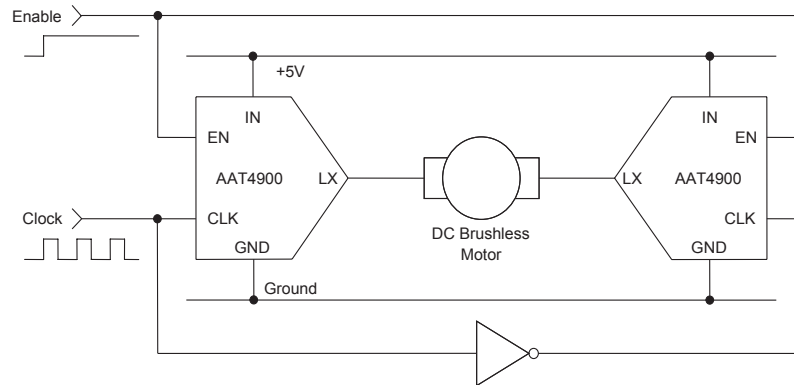 Enable
+5V
IN
IN
EN
EN
AAT4900
LX
LX
AAT4900
Clock
CLK
CLK
DC Brushless
Motor
GND
GND
Ground